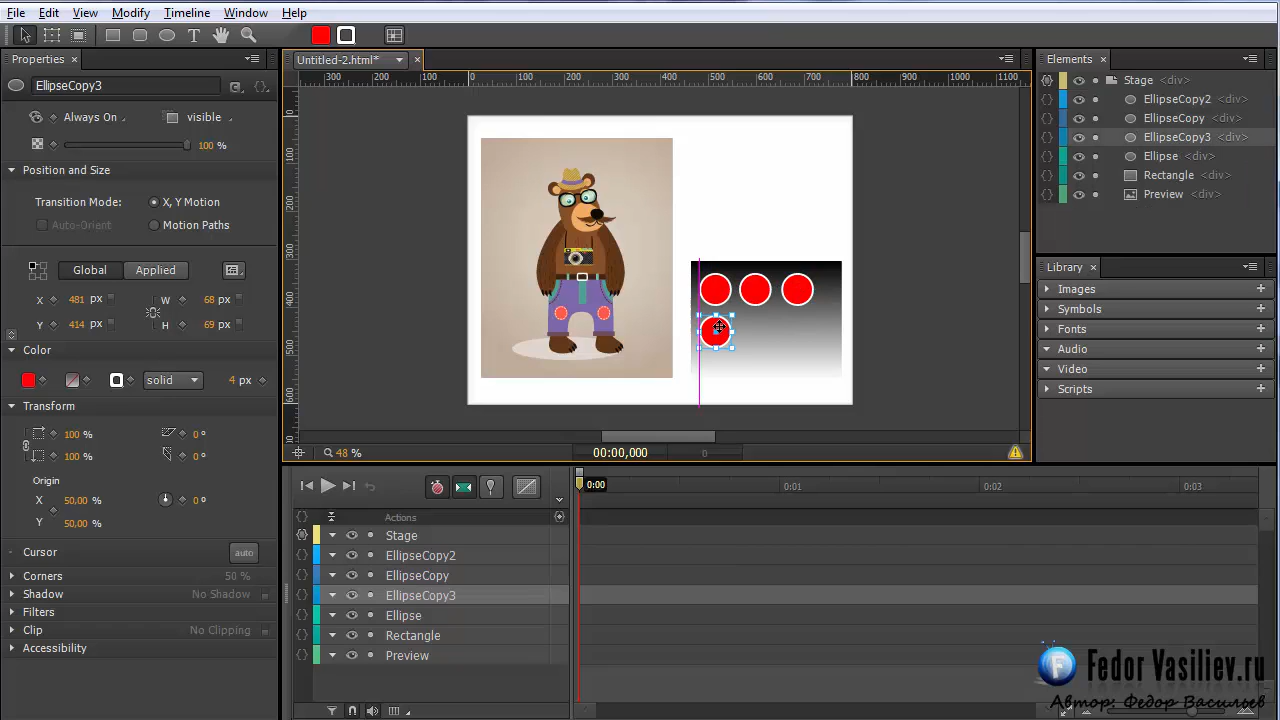 File Edit View Modify Timeline Window Help
T
Properties
Untitled-2.html*
Elements
300 200 100 0 100 200 300 400 500 600 700 800 900 1000 1100
EllipseCopy3
Stage <div>
EllipseCopy2 <div>
Always On visible
EllipseCopy <div>
100 %
EllipseCopy3 <div>
Ellipse <div>
Position and Size
Rectangle <div>
Preview <div>
Transition Mode: X, Y Motion
Auto-Orient Motion Paths
Global Applied
Library
X 481 px W 68 px
Images
Y 414 px H 69 px
Symbols
Fonts
Color
Audio
solid 4 px
Video
Scripts
Transform
100 % 0 °
100 % 0 °
48 % 00:00,000 0
Origin
X 50,00 % 0 °
Y 50,00 %
0:00 0:01 0:02 0:03
Actions
Stage
Cursor auto
EllipseCopy2
Corners 50 %
EllipseCopy
Shadow No Shadow
EllipseCopy3
Filters
Ellipse
Clip No Clipping
Rectangle
Accessibility
Preview
Fedor Vasiliev.ru
Автор: Федор Васильев